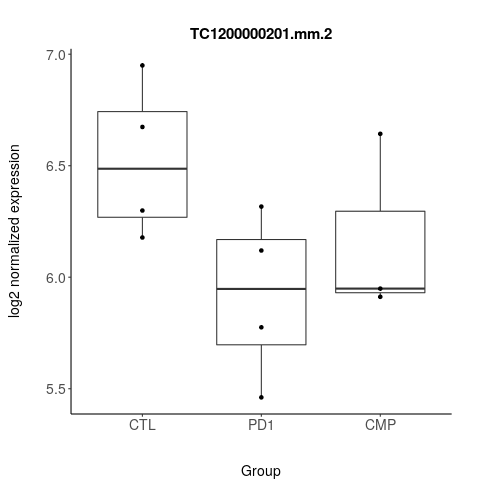 TC1200000201.mm.2
log2 normalized expression
7.0
6.5
6.0
5.5
CTL PD1 CMP
Group